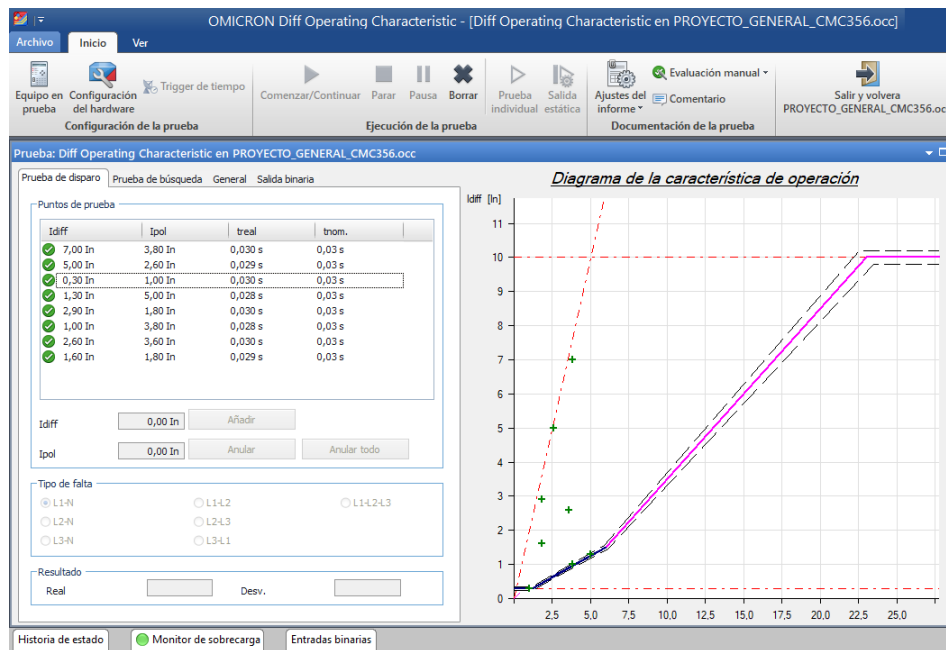 OMICRON Diff Operating Characteristic - [Diff Operating Characteristic en PROYECTO_GENERAL_CMC356.occ]
Archivo Inicio Ver
Equipo en prueba
Configuración del hardware
Trigger de tiempo
Comenzar/Continuar
Parar
Pausa
Borrar
Prueba individual
Salida estática
Ajustes del informe
Evaluación manual
Comentario
Salir y volvera
PROYECTO_GENERAL_CMC356.oc
Configuración de la prueba
Ejecución de la prueba
Documentación de la prueba
Prueba: Diff Operating Characteristic en PROYECTO_GENERAL_CMC356.occ
Prueba de disparo Prueba de búsqueda General Salida binaria
Puntos de prueba
Idiff Ipol treal tnom.
7,00 In 3,80 In 0,030 s 0,03 s
5,00 In 2,60 In 0,029 s 0,03 s
0,30 In 1,00 In 0,030 s 0,03 s
1,30 In 5,00 In 0,028 s 0,03 s
2,90 In 1,80 In 0,030 s 0,03 s
1,00 In 3,80 In 0,028 s 0,03 s
2,60 In 3,60 In 0,030 s 0,03 s
1,60 In 1,80 In 0,029 s 0,03 s
Idiff 0,00 In Añadir
Ipol 0,00 In Anular Anular todo
Tipo de falta
L1-N L1-L2 L1-L2-L3
L2-N L2-L3
L3-N L3-L1
Resultado
Real Desv.
Diagrama de la característica de operación
Idiff [In]
11
10
9
8
7
6
5
4
3
2
1
0
2,5 5,0 7,5 10,0 12,5 15,0 17,5 20,0 22,5 25,0
Historia de estado Monitor de sobrecarga Entradas binarias